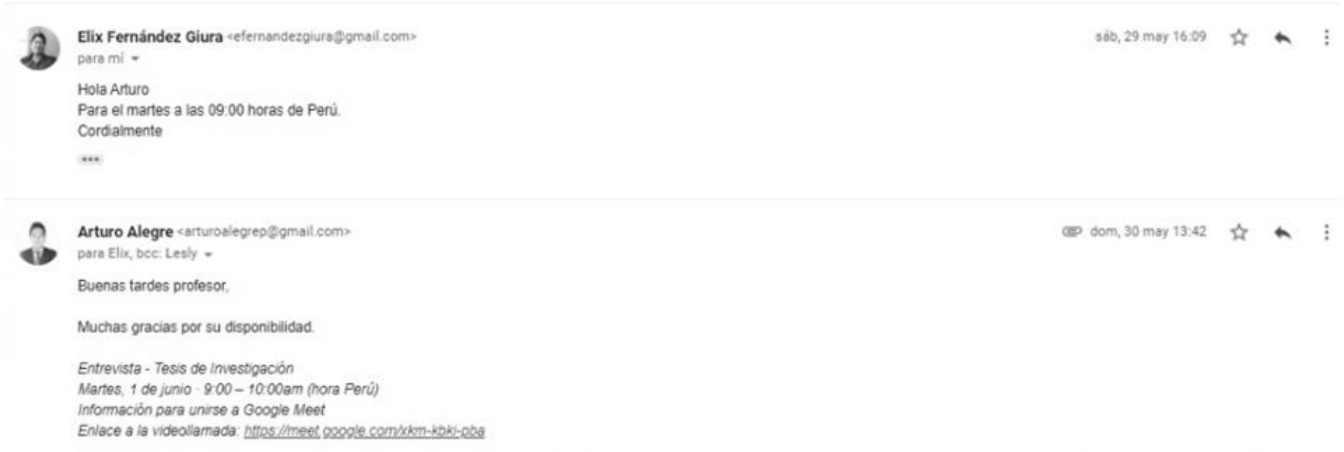 Elix Fernández Giura <efernandezgiura@gmail.com> sáb, 29 may 16:09
para mí
Hola Arturo
Para el martes a las 09:00 horas de Perú.
Cordialmente
•••
Arturo Alegre <arturoalegrep@gmail.com> dom, 30 may 13:42
para Elix, bcc: Lesly
Buenas tardes profesor,
Muchas gracias por su disponibilidad.
Entrevista - Tesis de Investigación
Martes, 1 de junio · 9:00 – 10:00am (hora Perú)
Información para unirse a Google Meet
Enlace a la videollamada: https://meet.google.com/xkm-kbki-pba